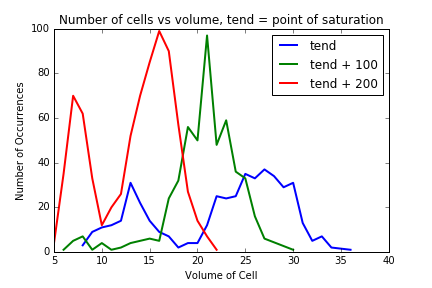 Number of cells vs volume, tend = point of saturation
100
80
60
40
20
0
Number of Occurrences
tend
tend + 100
tend + 200
5 10 15 20 25 30 35 40
Volume of Cell